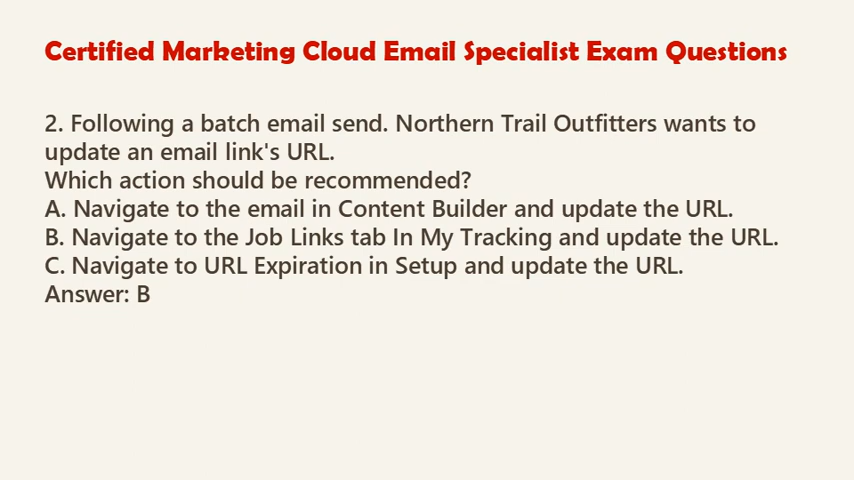 Certified Marketing Cloud Email Specialist Exam Questions
2. Following a batch email send. Northern Trail Outfitters wants to
update an email link's URL.
Which action should be recommended?
A. Navigate to the email in Content Builder and update the URL.
B. Navigate to the Job Links tab In My Tracking and update the URL.
C. Navigate to URL Expiration in Setup and update the URL.
Answer: B